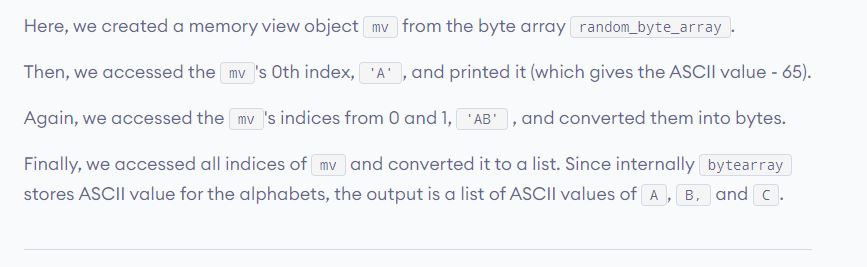 Here, we created a memory view object mv from the byte array random_byte_array .
Then, we accessed the mv 's 0th index, 'A' , and printed it (which gives the ASCII value - 65).
Again, we accessed the mv 's indices from 0 and 1, 'AB' , and converted them into bytes.
Finally, we accessed all indices of mv and converted it to a list. Since internally bytearray
stores ASCII value for the alphabets, the output is a list of ASCII values of A , B, and C .